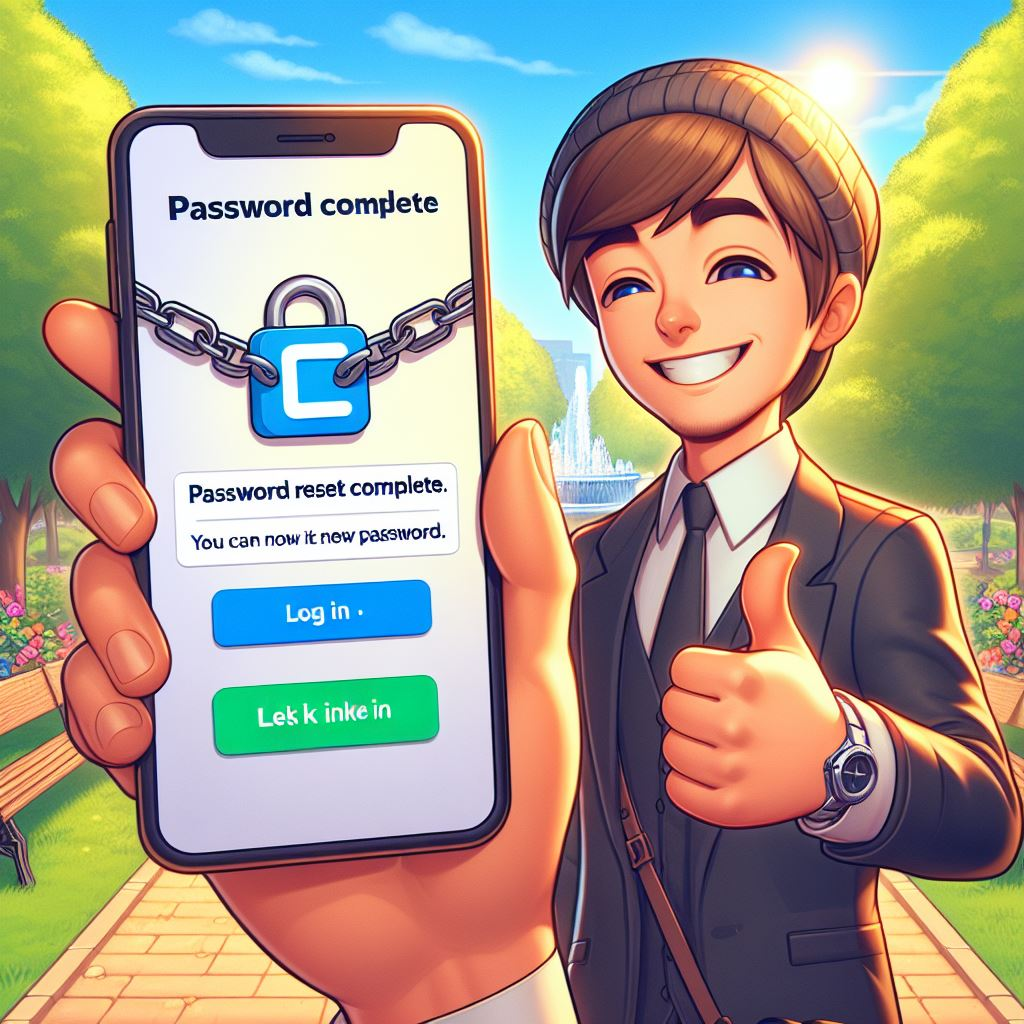 Password complete
C
Password reset complete.
You can now it new password.
Log in .
Lek k inke in